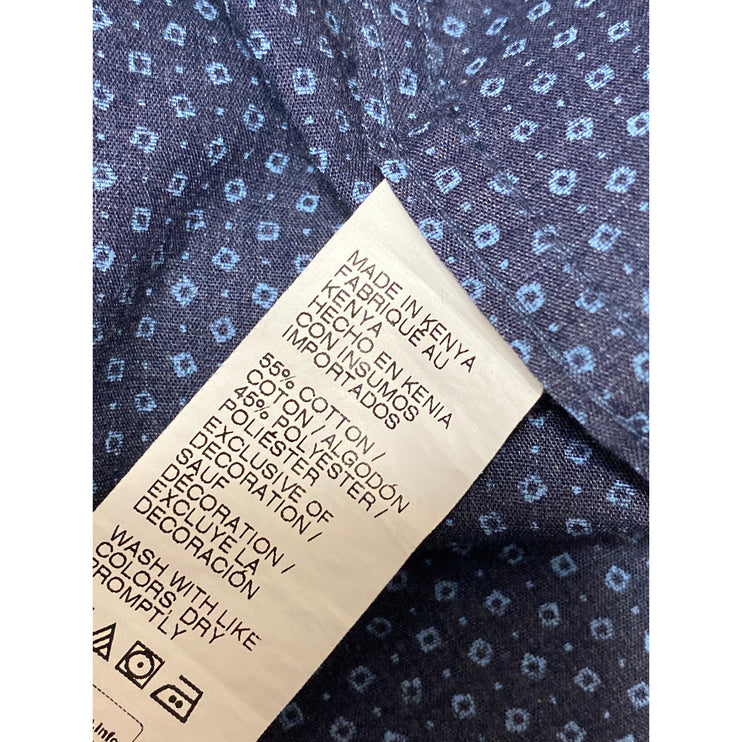 MADE IN KENYA
FABRIQUÉ AU
KENYA
HECHO EN KENIA
CON INSUMOS
IMPORTADOS
55% COTTON /
COTON / ALGODÓN
45% POLYESTER /
POLIÉSTER
EXCLUSIVE OF
DECORATION /
SAUF
DÉCORATION /
EXCLUYE LA
DECORACIÓN
WASH WITH LIKE
COLORS, DRY
PROMPTLY